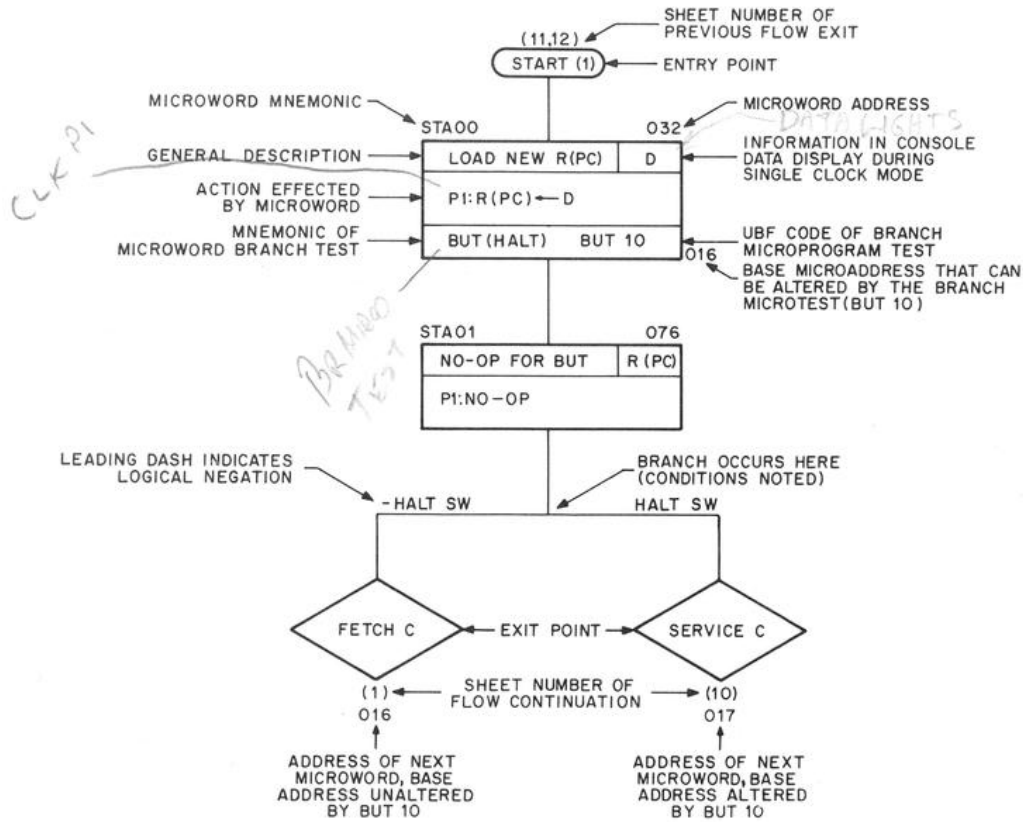 SHEET NUMBER OF
PREVIOUS FLOW EXIT
(11,12)
START (1)
ENTRY POINT
MICROWORD MNEMONIC
MICROWORD ADDRESS
DATA LIGHTS
STA00
032
GENERAL DESCRIPTION
LOAD NEW R(PC)
D
INFORMATION IN CONSOLE
DATA DISPLAY DURING
SINGLE CLOCK MODE
CLK P1
ACTION EFFECTED
BY MICROWORD
P1:R(PC)←D
MNEMONIC OF
MICROWORD BRANCH TEST
BUT(HALT) BUT 10
UBF CODE OF BRANCH
MICROPROGRAM TEST
016
BASE MICROADDRESS THAT CAN
BE ALTERED BY THE BRANCH
MICROTEST(BUT 10)
BR MICRO
TEST
STA01
076
NO-OP FOR BUT
R(PC)
P1:NO-OP
LEADING DASH INDICATES
LOGICAL NEGATION
BRANCH OCCURS HERE
(CONDITIONS NOTED)
-HALT SW
HALT SW
FETCH C
EXIT POINT
SERVICE C
(1)
SHEET NUMBER OF
FLOW CONTINUATION
(10)
016
017
ADDRESS OF NEXT
MICROWORD, BASE
ADDRESS UNALTERED
BY BUT 10
ADDRESS OF NEXT
MICROWORD, BASE
ADDRESS ALTERED
BY BUT 10